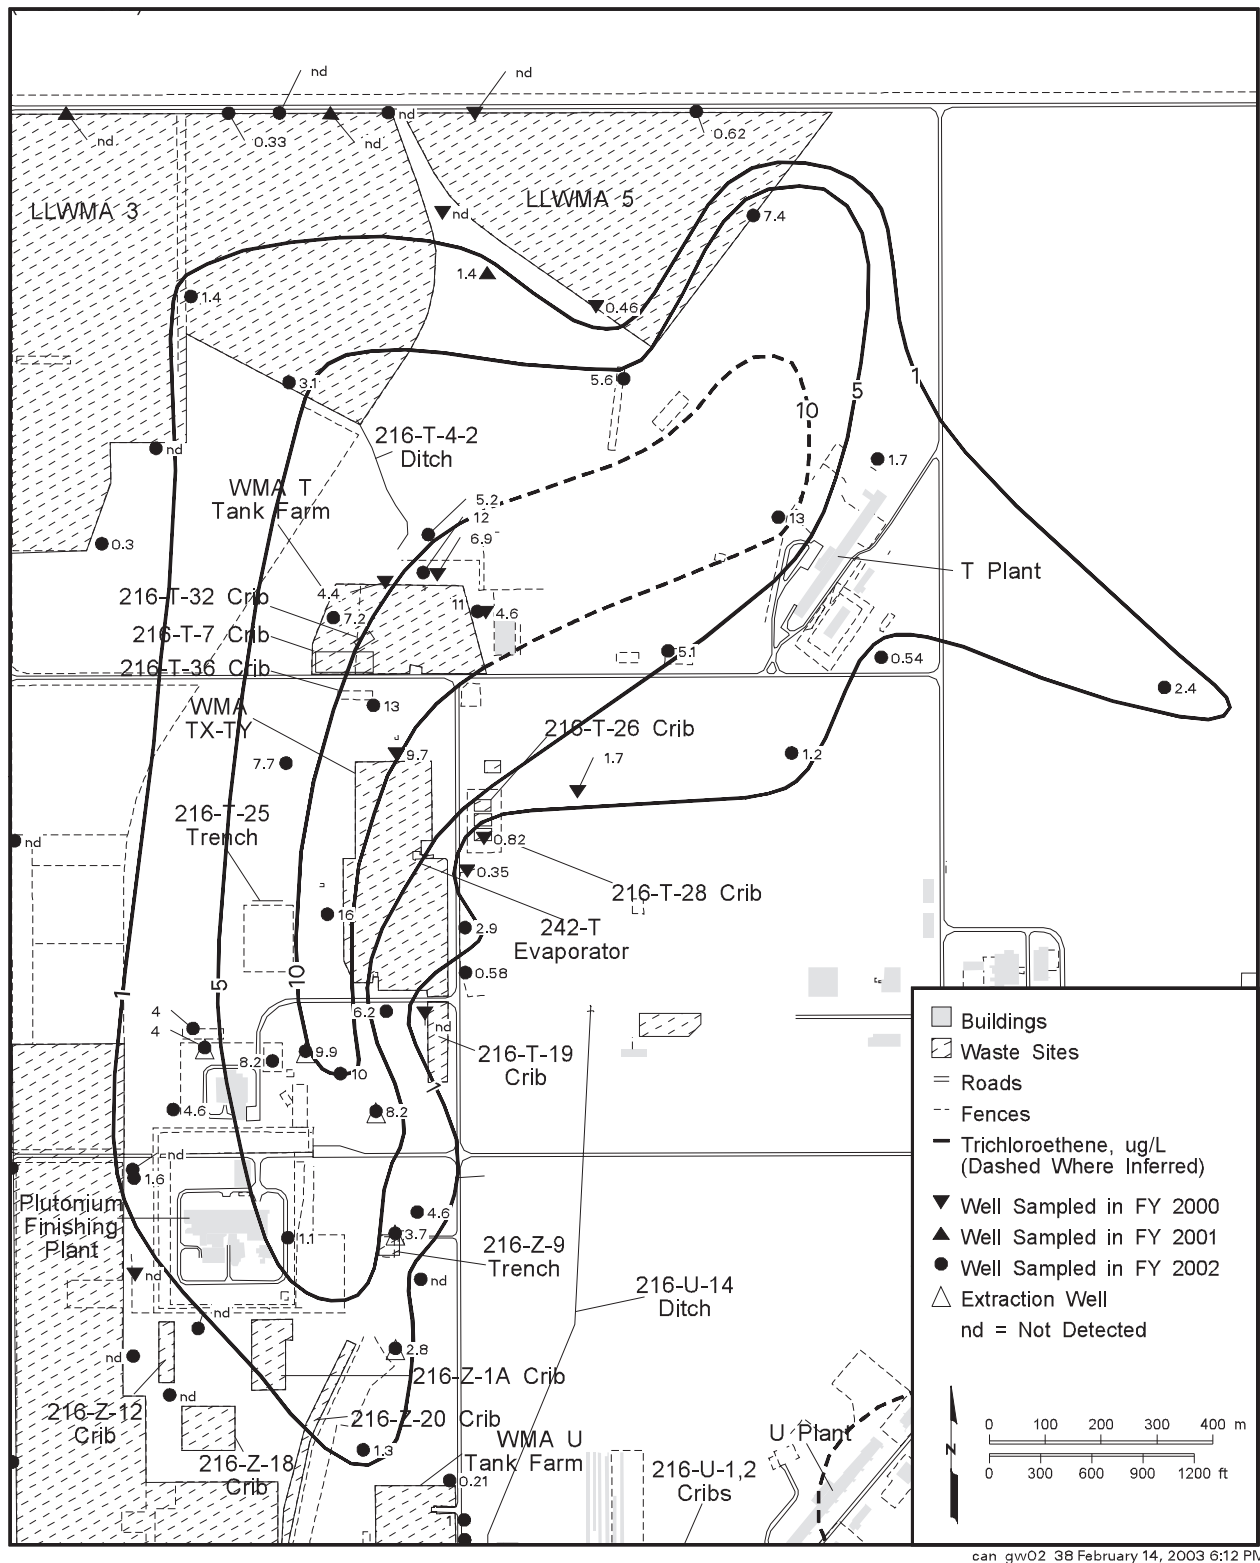 nd
nd
nd
0.33
nd
nd
0.62
LLWMA 3
nd
LLWMA 5
7.4
1.4
1.4
0.46
3.1
5.6
1
5
10
216-T-4-2
Ditch
nd
1.7
WMA T
Tank Farm
5.2
12
6.9
13
0.3
T Plant
4.4
216-T-32 Crib
7.2
11
4.6
216-T-7 Crib
5.1
0.54
216-T-36 Crib
2.4
WMA
TX-TY
13
216-T-26 Crib
9.7
1.7
1.2
7.7
216-T-25
Trench
nd
0.82
0.35
216-T-28 Crib
16
2.9
242-T
Evaporator
0.58
1
5
10
4
4
6.2
nd
216-T-19
Crib
9.9
8.2
10
1
4.6
8.2
nd
1.6
Plutonium
Finishing
Plant
4.6
1.1
3.7
216-Z-9
Trench
nd
nd
216-U-14
Ditch
nd
nd
2.8
216-Z-1A Crib
nd
216-Z-12
Crib
216-Z-20 Crib
1.3
216-Z-18
Crib
WMA U
Tank Farm
U Plant
0.21
216-U-1,2
Cribs
1
Buildings
Waste Sites
Roads
Fences
Trichloroethene, ug/L
(Dashed Where Inferred)
Well Sampled in FY 2000
Well Sampled in FY 2001
Well Sampled in FY 2002
Extraction Well
nd = Not Detected
N
0 100 200 300 400 m
0 300 600 900 1200 ft
can_gw02_38 February 14, 2003 6:12 PM